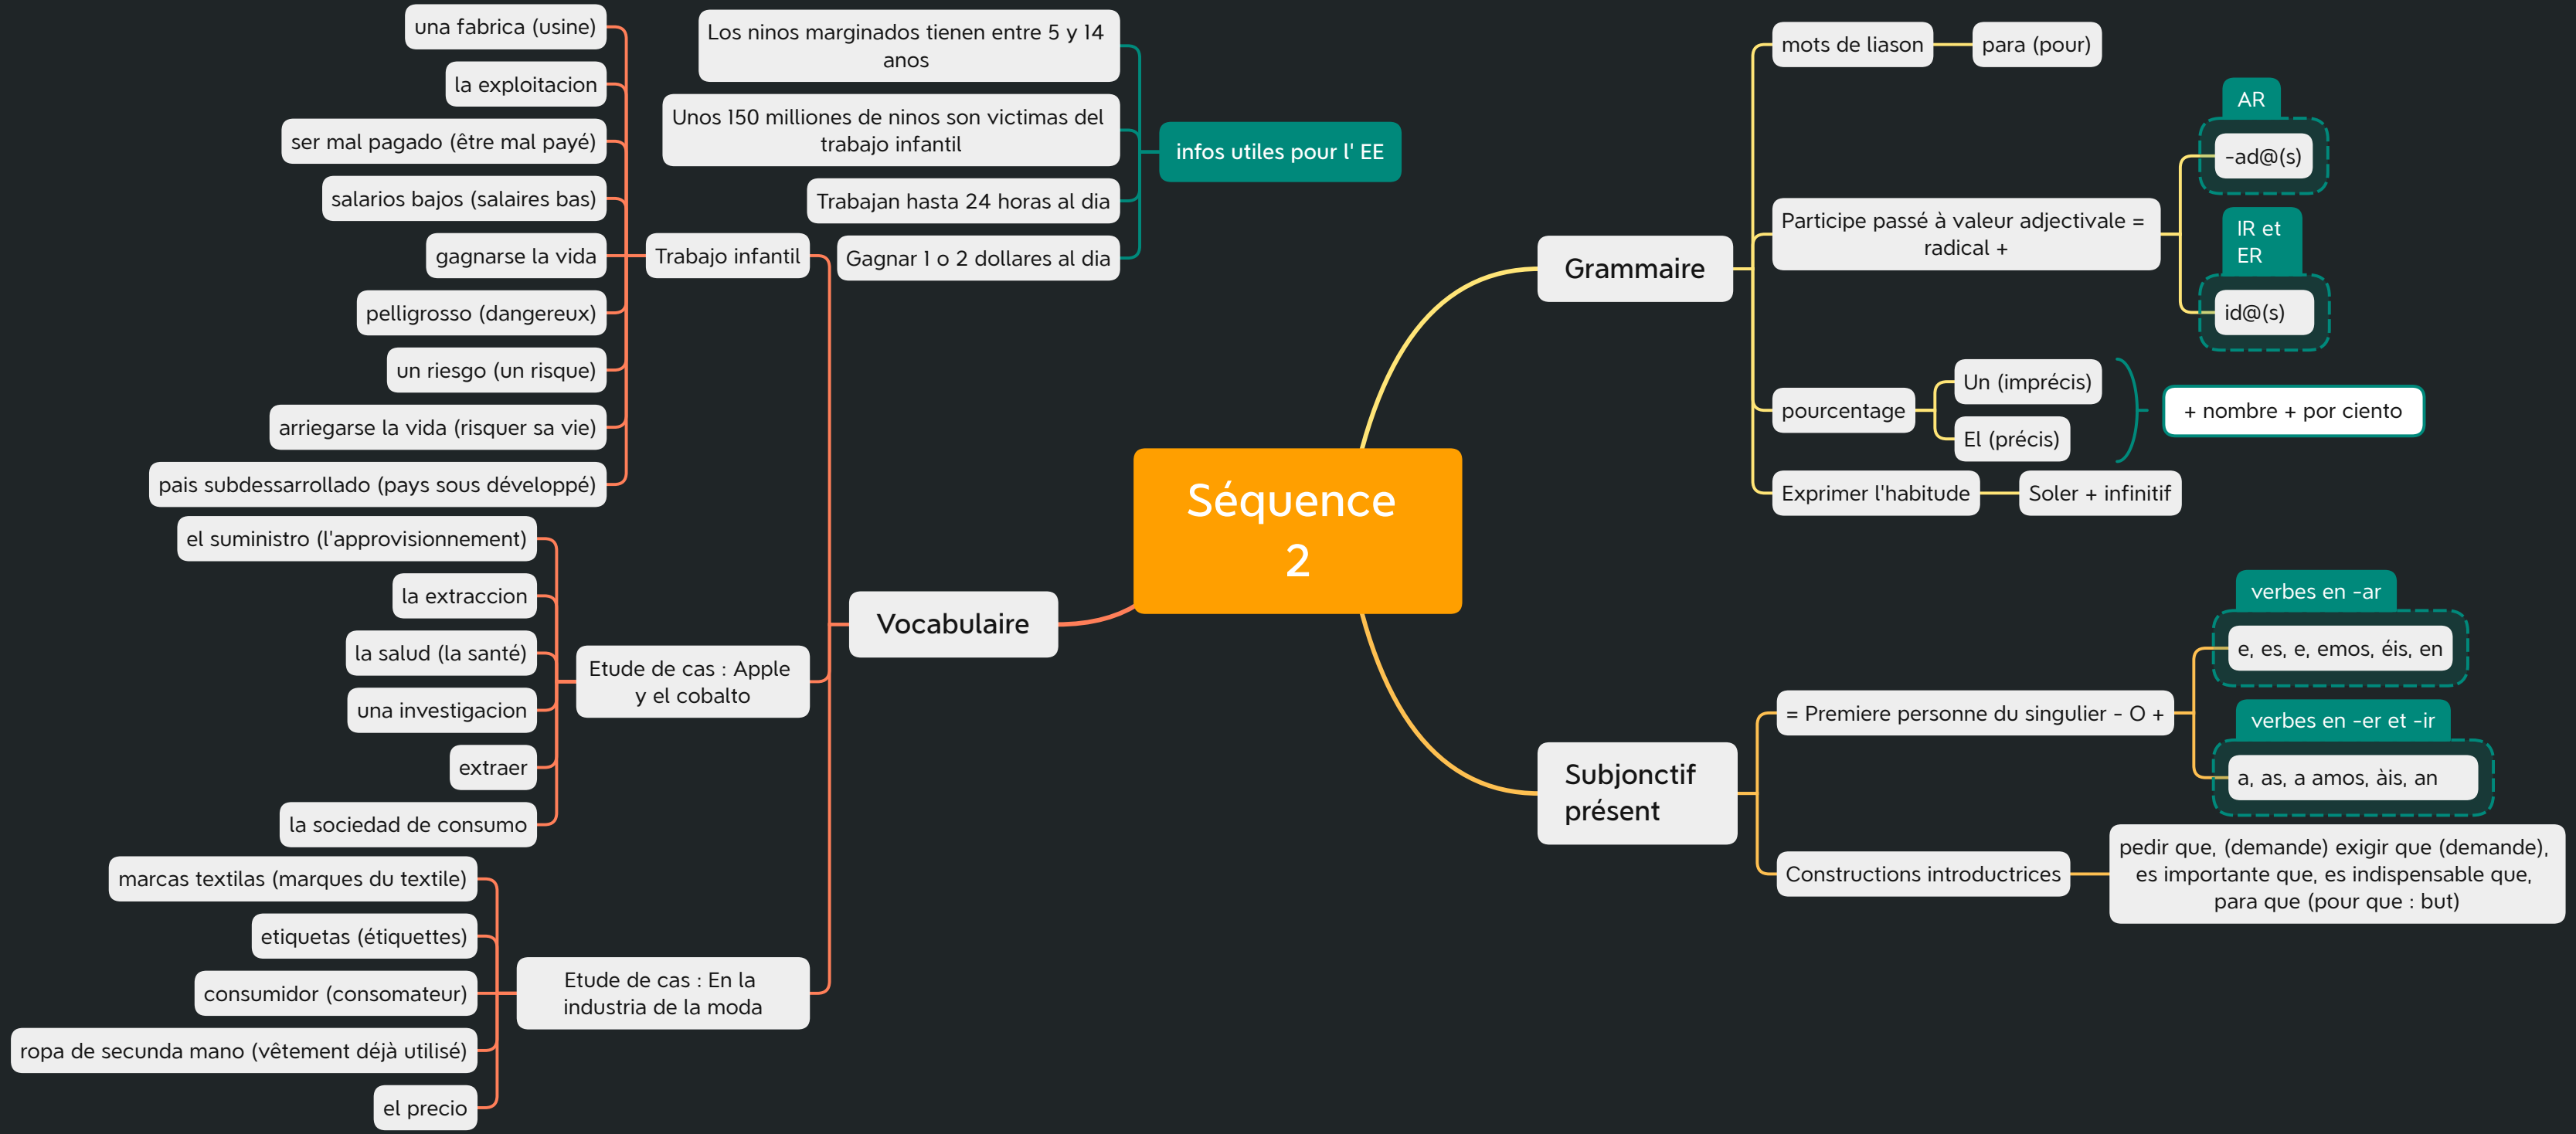 Séquence
2
Vocabulaire
Trabajo infantil
una fabrica (usine)
la exploitacion
ser mal pagado (être mal payé)
salarios bajos (salaires bas)
gagnarse la vida
pelligrosso (dangereux)
un riesgo (un risque)
arriegarse la vida (risquer sa vie)
pais subdessarrollado (pays sous développé)
Etude de cas : Apple
y el cobalto
el suministro (l'approvisionnement)
la extraccion
la salud (la santé)
una investigacion
extraer
la sociedad de consumo
Etude de cas : En la
industria de la moda
marcas textilas (marques du textile)
etiquetas (étiquettes)
consumidor (consomateur)
ropa de secunda mano (vêtement déjà utilisé)
el precio
infos utiles pour l' EE
Los ninos marginados tienen entre 5 y 14
anos
Unos 150 milliones de ninos son victimas del
trabajo infantil
Trabajan hasta 24 horas al dia
Gagnar 1 o 2 dollares al dia
Grammaire
mots de liason
para (pour)
Participe passé à valeur adjectivale =
radical +
AR
-ad@(s)
IR et
ER
id@(s)
pourcentage
Un (imprécis)
El (précis)
+ nombre + por ciento
Exprimer l'habitude
Soler + infinitif
Subjonctif
présent
= Premiere personne du singulier - O +
verbes en -ar
e, es, e, emos, éis, en
verbes en -er et -ir
a, as, a amos, àis, an
Constructions introductrices
pedir que, (demande) exigir que (demande),
es importante que, es indispensable que,
para que (pour que : but)